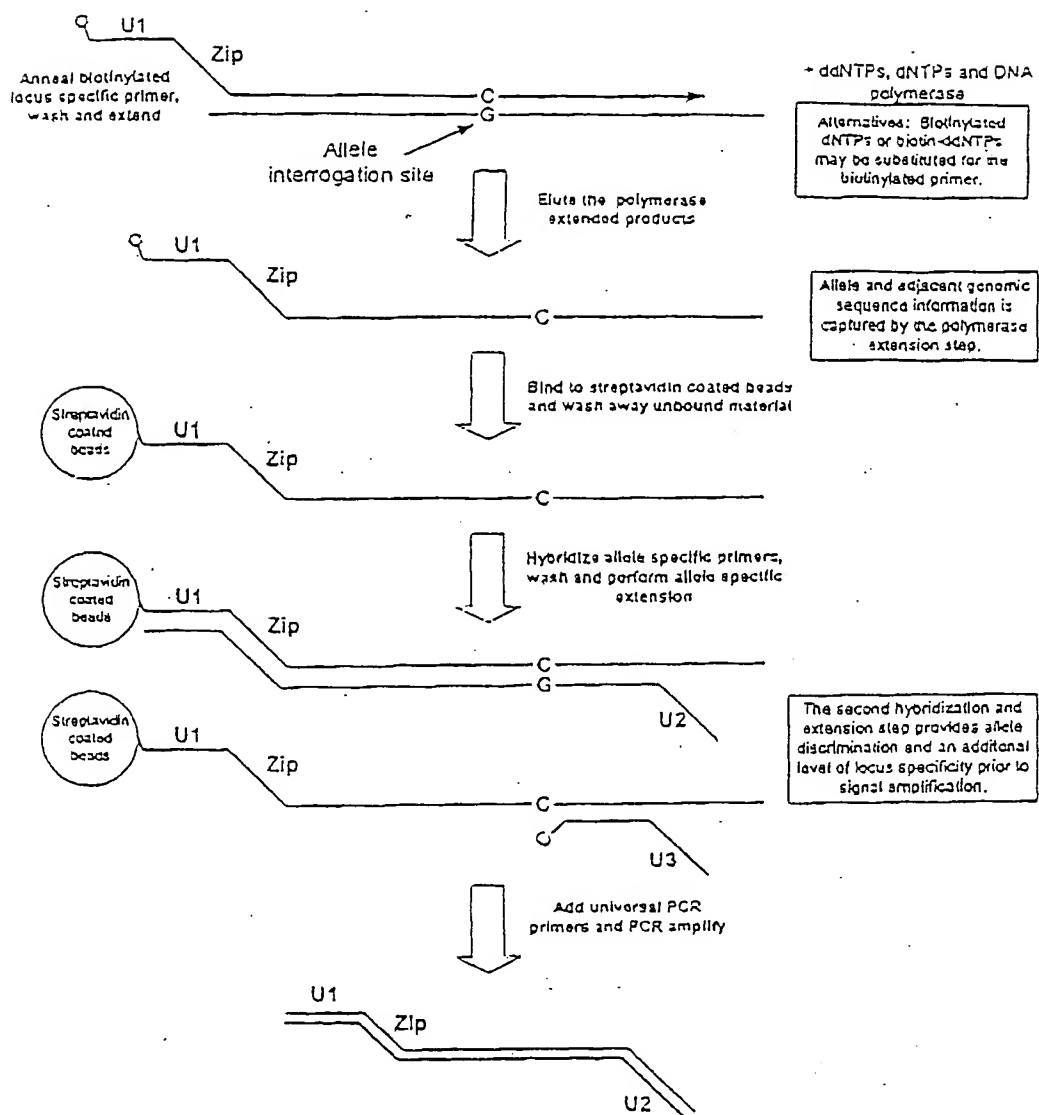 U1
Zip
Anneal biotinylated
locus specific primer,
wash and extend
C
G
Allele
interrogation site
+ ddNTPs, dNTPs and DNA
polymerase
Alternatives: Biotinylated
dNTPs or biotin-ddNTPs
may be substituted for the
biotinylated primer.
Elute the polymerase
extended products
U1
Zip
C
Allele and adjacent genomic
sequence information is
captured by the polymerase
extension step.
Bind to streptavidin coated beads
and wash away unbound material
Streptavidin
coated
beads
U1
Zip
C
Hybridize allele specific primers,
wash and perform allele specific
extension
Streptavidin
coated
beads
U1
Zip
C
G
U2
Streptavidin
coated
beads
U1
Zip
C
C
U3
The second hybridization and
extension step provides allele
discrimination and an additonal
level of locus specificity prior to
signal amplification.
Add universal PCR
primers and PCR amplify
U1
Zip
U2